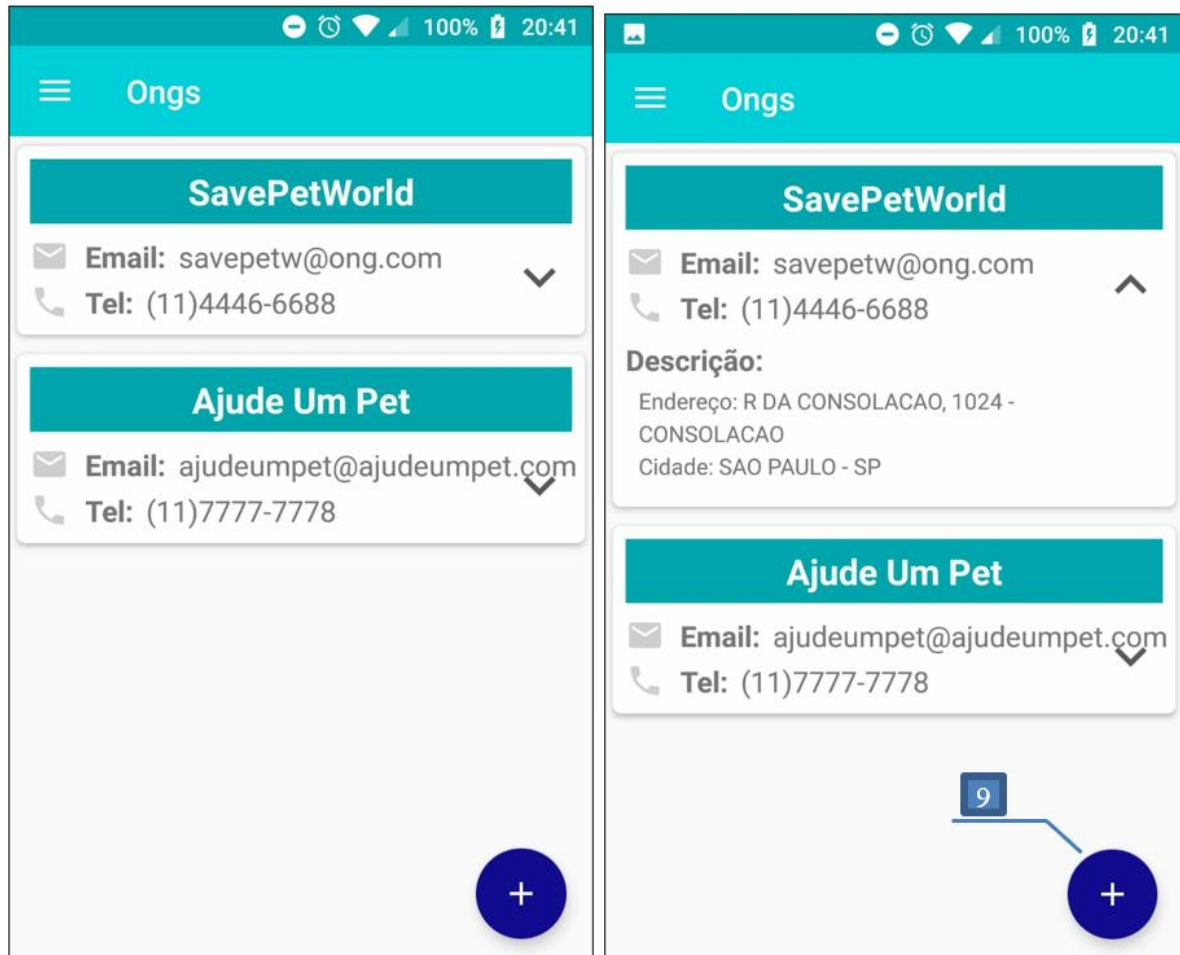 100% 20:41
Ongs
SavePetWorld
Email: savepetw@ong.com
Tel: (11)4446-6688
Ajude Um Pet
Email: ajudeumpet@ajudeumpet.com
Tel: (11)7777-7778
+
100% 20:41
Ongs
SavePetWorld
Email: savepetw@ong.com
Tel: (11)4446-6688
Descrição:
Endereço: R DA CONSOLACAO, 1024 -
CONSOLACAO
Cidade: SAO PAULO - SP
Ajude Um Pet
Email: ajudeumpet@ajudeumpet.com
Tel: (11)7777-7778
9
+